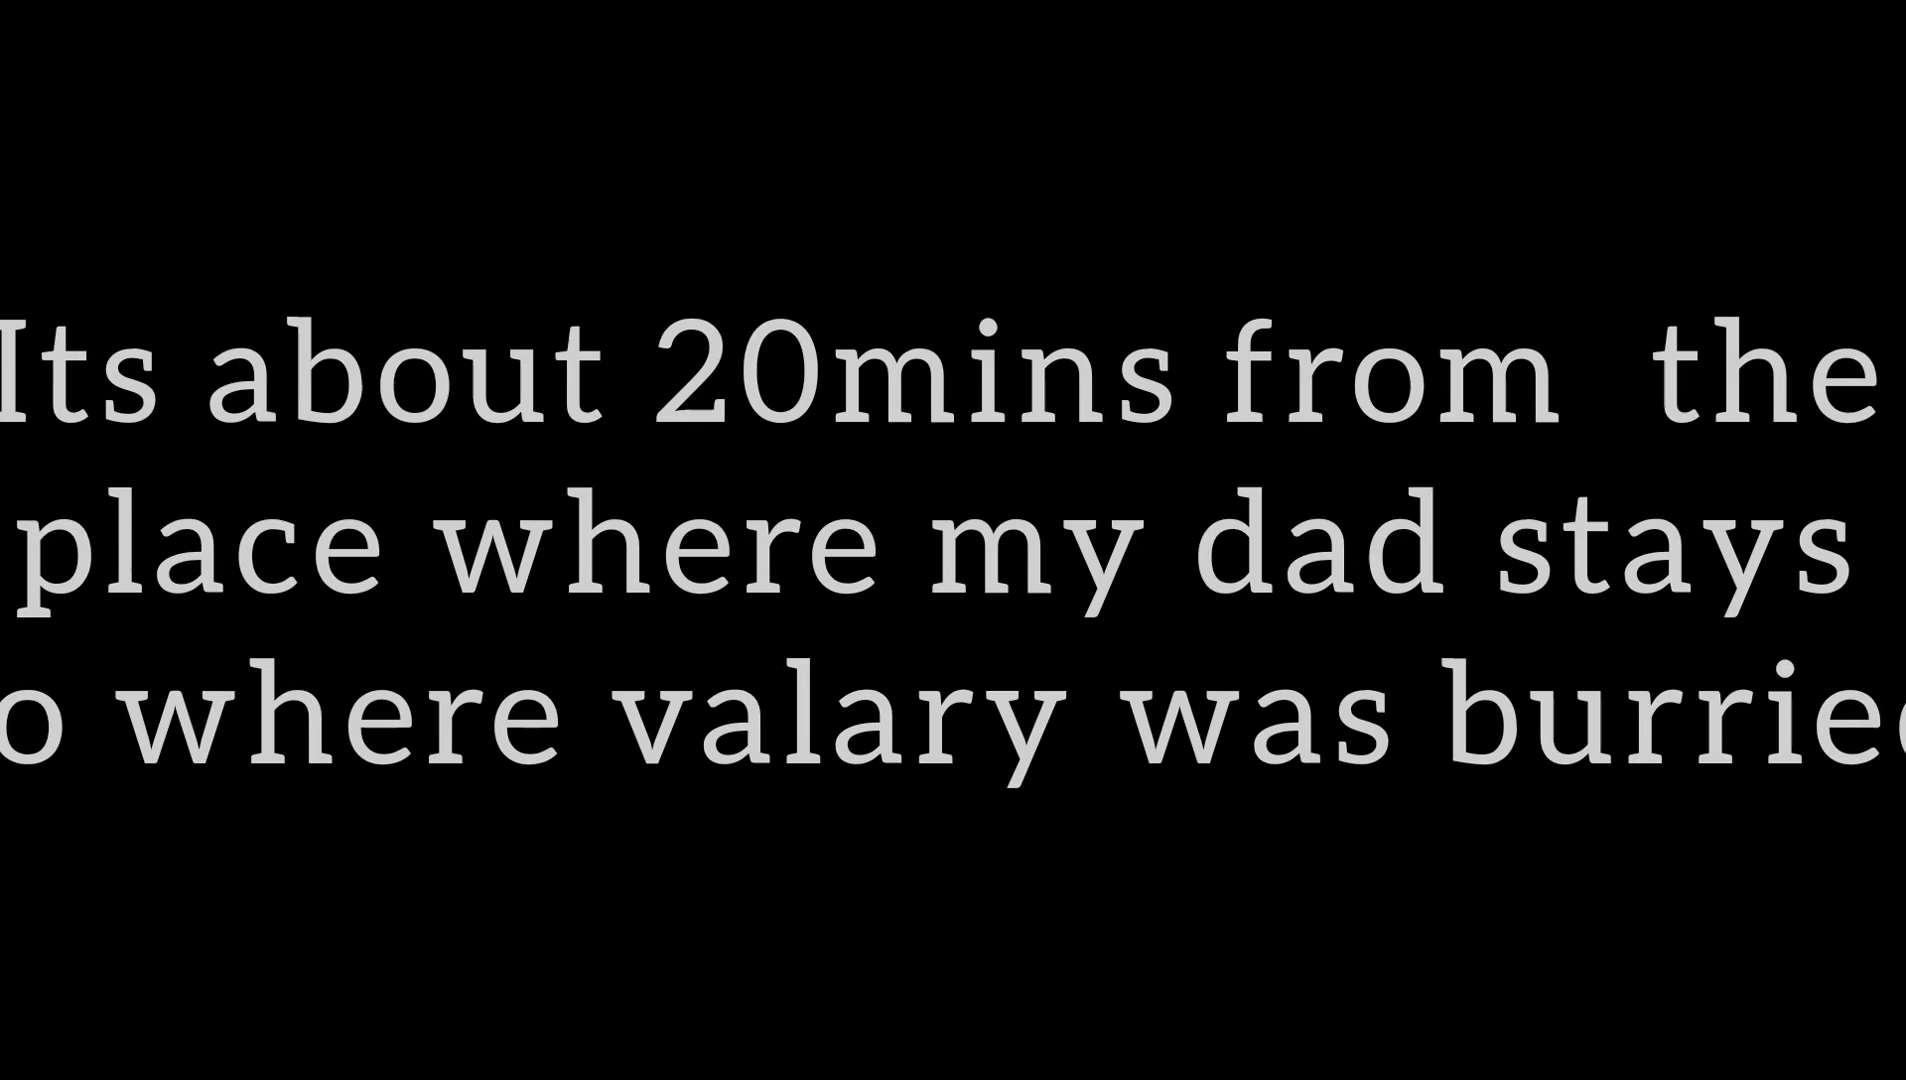 Its about 20mins from  the
place where my dad stays
o where valary was burrie